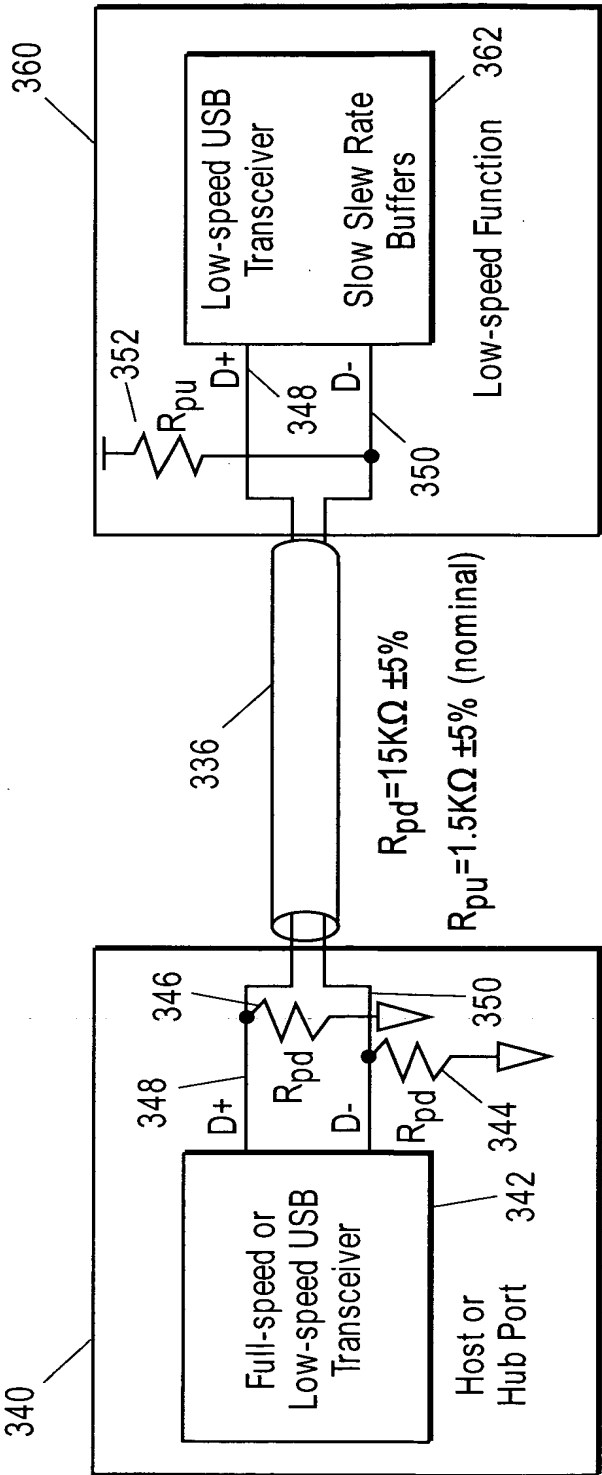 340
348
D+
346
Rpd
Full-speed or
Low-speed USB
Transceiver
D-
350
Rpd
344
342
Host or
Hub Port
336
Rpd=15KΩ ±5%
Rpu=1.5KΩ ±5% (nominal)
360
352
Rpu
D+
348
Low-speed USB
Transceiver
D-
Slow Slew Rate
Buffers
350
362
Low-speed Function